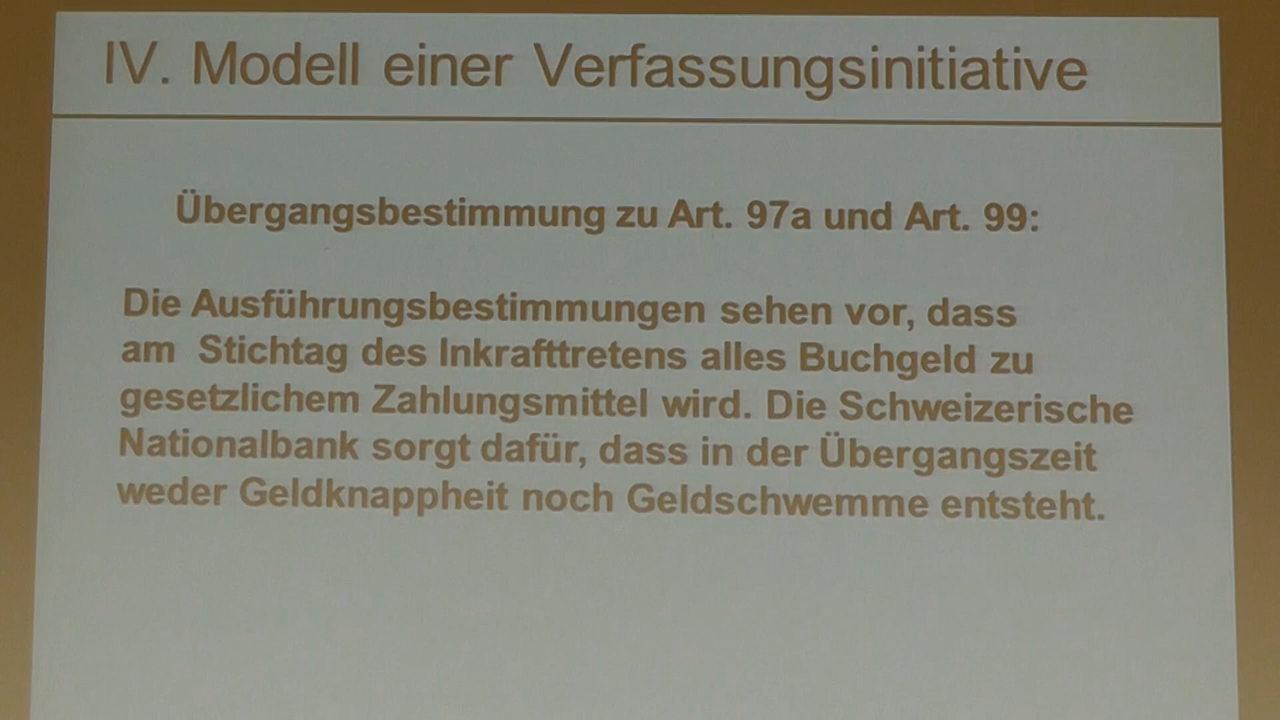 IV. Modell einer Verfassungsinitiative
Übergangsbestimmung zu Art. 97a und Art. 99:
Die Ausführungsbestimmungen sehen vor, dass
am Stichtag des Inkrafttretens alles Buchgeld zu
gesetzlichem Zahlungsmittel wird. Die Schweizerische
Nationalbank sorgt dafür, dass in der Übergangszeit
weder Geldknappheit noch Geldschwemme entsteht.